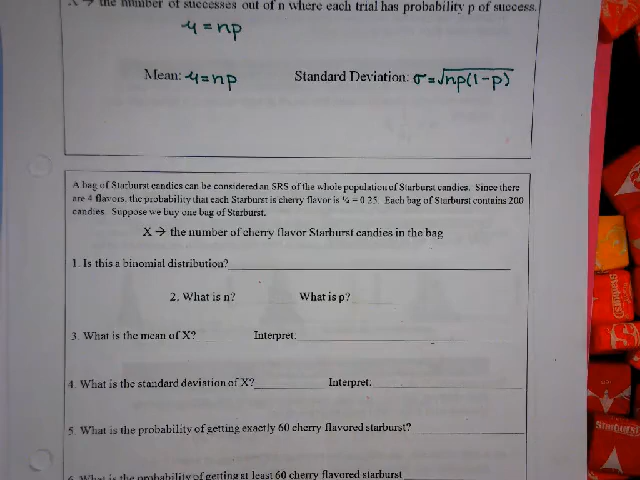 X → the number of successes out of n where each trial has probability p of success.
μ = np
Mean: μ = np Standard Deviation: σ = √np(1-p)
A bag of Starburst candies can be considered an SRS of the whole population of Starburst candies. Since there
are 4 flavors, the probability that each Starburst is cherry flavor is ¼ = 0.25. Each bag of Starburst contains 200
candies. Suppose we buy one bag of Starburst.
X → the number of cherry flavor Starburst candies in the bag
1. Is this a binomial distribution?
2. What is n? What is p?
3. What is the mean of X? Interpret:
4. What is the standard deviation of X? Interpret:
5. What is the probability of getting exactly 60 cherry flavored starburst?
6. What is the probability of getting at least 60 cherry flavored starburst
Starburst
Starburst